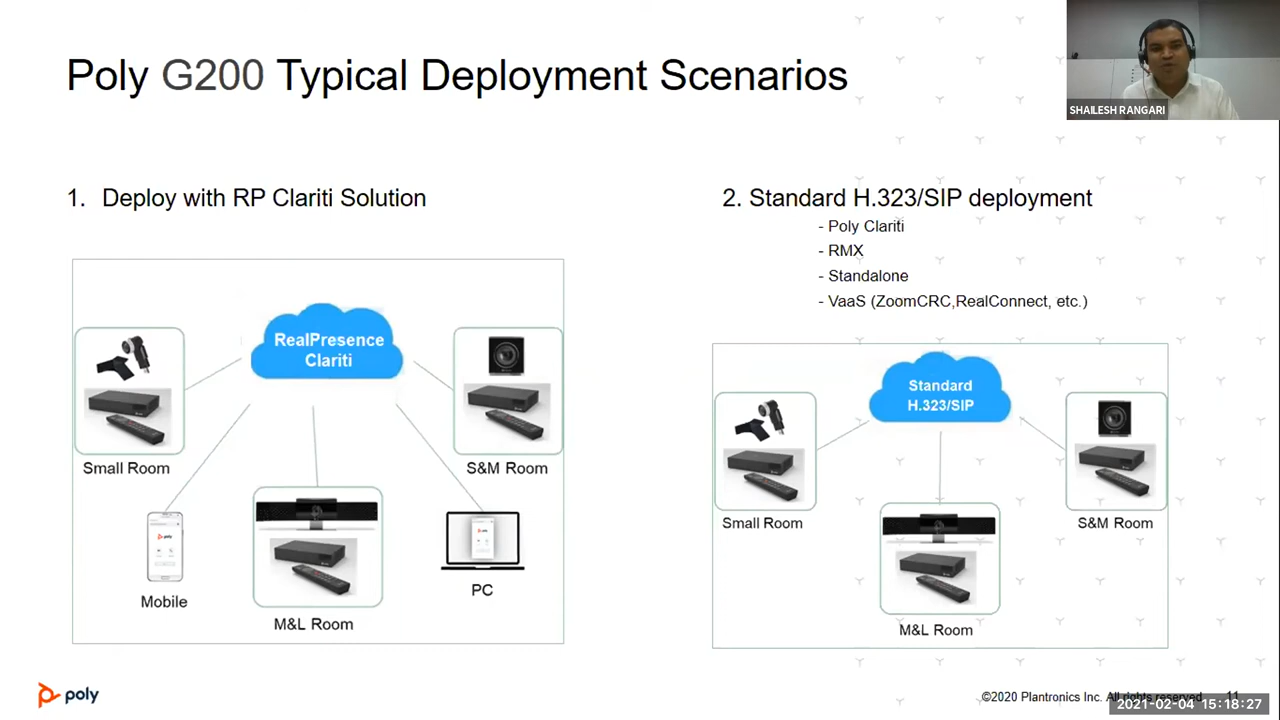 Poly G200 Typical Deployment Scenarios
SHAILESH RANGARI
1. Deploy with RP Clariti Solution
2. Standard H.323/SIP deployment
- Poly Clariti
- RMX
- Standalone
- VaaS (ZoomCRC,RealConnect, etc.)
RealPresence
Clariti
Small Room
S&M Room
Mobile
M&L Room
PC
Standard
H.323/SIP
Small Room
S&M Room
M&L Room
poly
©2020 Plantronics Inc. All rights reserved. 11
2021-02-04 15:18:27